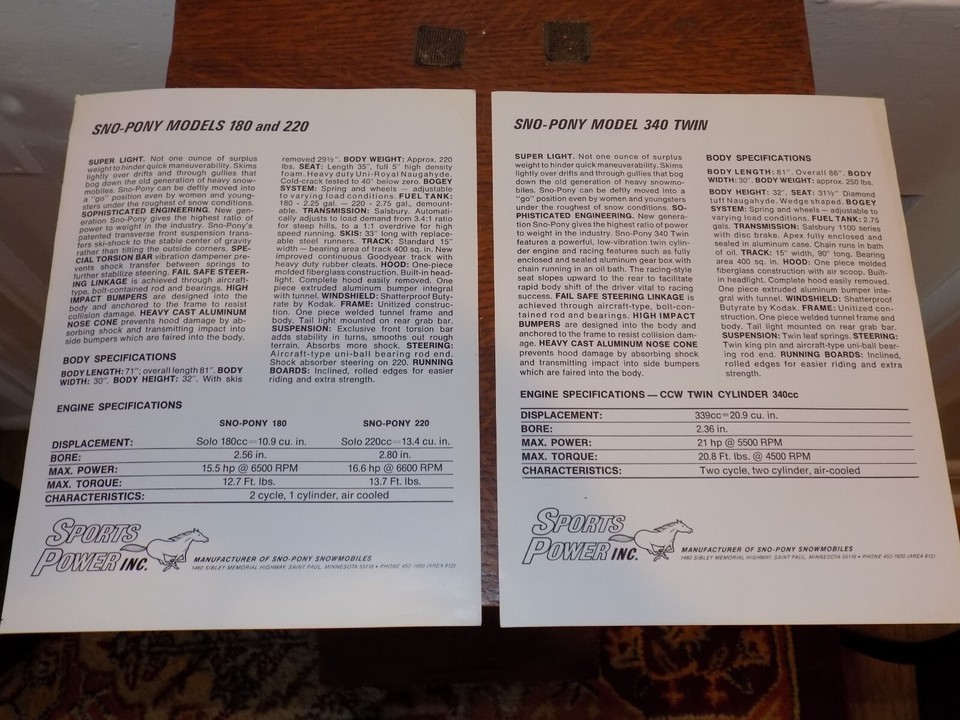 SNO-PONY MODELS 180 and 220
SUPER LIGHT. Not one ounce of surplus
weight to hinder quick maneuverability. Skims
lightly over drifts and through gullies that
bog down the old generation of heavy snow-
mobiles. Sno-Pony can be deftly moved into
a "go" position even by women and young-
sters under the roughest of snow conditions.
SOPHISTICATED ENGINEERING. New gen-
eration Sno-Pony gives the highest ratio of
power to weight in the industry. Sno-Pony's
patented transverse front suspension trans-
fers ski-shock to the stable center of gravity
rather than tilting the outside corners. SPE-
CIAL TORSION BAR vibration dampener pre-
vents shock transfer between springs to
further stabilize steering. FAIL SAFE STEER-
ING LINKAGE is achieved through aircraft-
type, bolt-contained rod and bearings. HIGH
IMPACT BUMPERS are designed into the
body and anchored to the frame to resist
collision damage. HEAVY CAST ALUMINUM
NOSE CONE prevents hood damage by ab-
sorbing shock and transmitting impact into
side bumpers which are faired into the body.
BODY SPECIFICATIONS
BODY LENGTH: 71"; overall length 81". BODY
WIDTH: 30". BODY HEIGHT: 32". With skis
removed 29½". BODY WEIGHT: Approx. 220
lbs. SEAT: Length 35", full 5" high density
foam. Heavy duty Uni-Royal Naugahyde.
Cold-crack tested to 40° below zero. BOGEY
SYSTEM: Spring and wheels — adjustable
to varying load conditions. FUEL TANK:
180 - 2.25 gal. — 220 - 2.75 gal., demount-
able. TRANSMISSION: Salsbury. Automati-
cally adjusts to load demand from 3.4:1 ratio
for steep hills, to a 1:1 overdrive for high
speed running. SKIS: 33" long with replace-
able steel runners. TRACK: Standard 15"
width — bearing area of track 400 sq. in. New
improved continuous Goodyear track with
heavy duty rubber cleats. HOOD: One-piece
molded fiberglass construction. Built-in head-
light. Complete hood easily removed. One
piece extruded aluminum bumper integral
with tunnel. WINDSHIELD: Shatterproof Buty-
rate by Kodak. FRAME: Unitized construc-
tion. One piece welded tunnel frame and
body. Tail light mounted on rear grab bar.
SUSPENSION: Exclusive front torsion bar
adds stability in turns, smooths out rough
terrain. Absorbs more shock. STEERING:
Aircraft-type uni-ball bearing rod end.
Shock absorber steering on 220. RUNNING
BOARDS: Inclined, rolled edges for easier
riding and extra strength.
ENGINE SPECIFICATIONS
SNO-PONY 180 SNO-PONY 220
DISPLACEMENT: Solo 180cc=10.9 cu. in. Solo 220cc=13.4 cu. in.
BORE: 2.56 in. 2.80 in.
MAX. POWER: 15.5 hp @ 6500 RPM 16.6 hp @ 6600 RPM
MAX. TORQUE: 12.7 Ft. lbs. 13.7 Ft. lbs.
CHARACTERISTICS: 2 cycle, 1 cylinder, air cooled
SPORTS
POWER INC.
MANUFACTURER OF SNO-PONY SNOWMOBILES
1460 SIBLEY MEMORIAL HIGHWAY, SAINT PAUL, MINNESOTA 55118 • PHONE 452-1600 (AREA 612)
SNO-PONY MODEL 340 TWIN
SUPER LIGHT. Not one ounce of surplus
weight to hinder quick maneuverability. Skims
lightly over drifts and through gullies that
bog down the old generation of heavy snowmo-
biles. Sno-Pony can be deftly moved into a
"go" position even by women and youngsters
under the roughest of snow conditions. SO-
PHISTICATED ENGINEERING. New genera-
tion Sno-Pony gives the highest ratio of power
to weight in the industry. Sno-Pony 340 Twin
features a powerful, low-vibration twin cylin-
der engine and racing features such as fully
enclosed and sealed aluminum gear box with
chain running in an oil bath. The racing-style
seat slopes upward to the rear to facilitate
rapid body shift of the driver vital to racing
success. FAIL SAFE STEERING LINKAGE is
achieved through aircraft-type, bolt-con-
tained rod and bearings. HIGH IMPACT
BUMPERS are designed into the body and
anchored to the frame to resist collision dam-
age. HEAVY CAST ALUMINUM NOSE CONE
prevents hood damage by absorbing shock
and transmitting impact into side bumpers
which are faired into the body.
BODY SPECIFICATIONS
BODY LENGTH: 81", Overall 86". BODY
WIDTH: 30". BODY WEIGHT: approx. 250 lbs.
BODY HEIGHT: 32". SEAT: 31½" Diamond
tuft Naugahyde. Wedge shaped. BOGEY
SYSTEM: Spring and wheels — adjustable to
varying load conditions. FUEL TANK: 2.75
gals. TRANSMISSION: Salsbury 1100 series
with disc brake. Apex fully enclosed and
sealed in aluminum case. Chain runs in bath
of oil. TRACK: 15" width, 90" long. Bearing
area 400 sq. in. HOOD: One piece molded
fiberglass construction with air scoop. Built-
in headlight. Complete hood easily removed.
One piece extruded aluminum bumper inte-
gral with tunnel. WINDSHIELD: Shatterproof
Butyrate by Kodak. FRAME: Unitized con-
struction. One piece welded tunnel frame and
body. Tail light mounted on rear grab bar.
SUSPENSION: Twin leaf springs. STEERING:
Twin king pin and aircraft-type uni-ball bear-
ing rod end. RUNNING BOARDS: Inclined,
rolled edges for easier riding and extra
strength.
ENGINE SPECIFICATIONS — CCW TWIN CYLINDER 340cc
DISPLACEMENT: 339cc=20.9 cu. in.
BORE: 2.36 in.
MAX. POWER: 21 hp @ 5500 RPM
MAX. TORQUE: 20.8 Ft. lbs. @ 4500 RPM
CHARACTERISTICS: Two cycle, two cylinder, air-cooled
SPORTS
POWER INC.
MANUFACTURER OF SNO-PONY SNOWMOBILES
1460 SIBLEY MEMORIAL HIGHWAY, SAINT PAUL, MINNESOTA 55118 • PHONE 452-1600 (AREA 612)